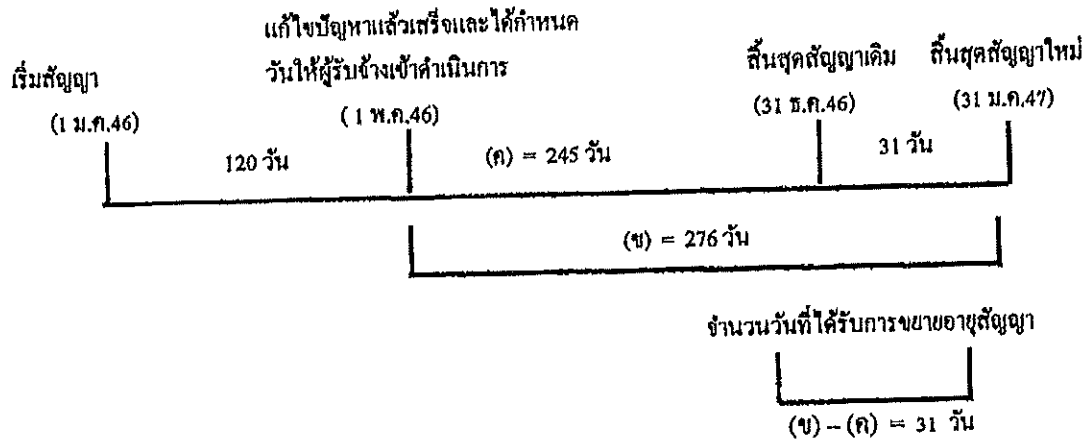 แก้ไขปัญหาแล้วเสร็จและได้กำหนด
วันให้ผู้รับจ้างเข้าดำเนินการ
เริ่มสัญญา
สิ้นสุดสัญญาเดิม
สิ้นสุดสัญญาใหม่
(1 ม.ค.46)
( 1 พ.ค.46)
(31 ธ.ค.46)
(31 ม.ค.47)
120 วัน
(ค) = 245 วัน
31 วัน
(ข) = 276 วัน
จำนวนวันที่ได้รับการขยายอายุสัญญา
(ข) – (ค) = 31 วัน